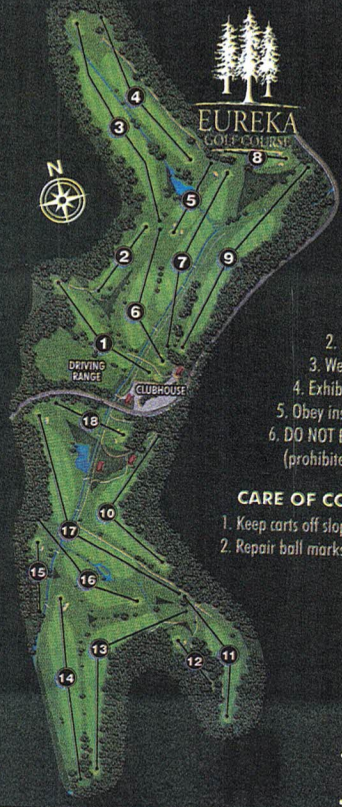 EUREKA
GOLF COURSE
N
4
3
8
5
2
7
9
6
1
DRIVING
RANGE
CLUBHOUSE
18
2.
3. We
4. Exhib
5. Obey ins
6. DO NOT
(prohibite
10
CARE OF CO
17
1. Keep carts off slop
2. Repair ball marks
15
16
13
12
11
14